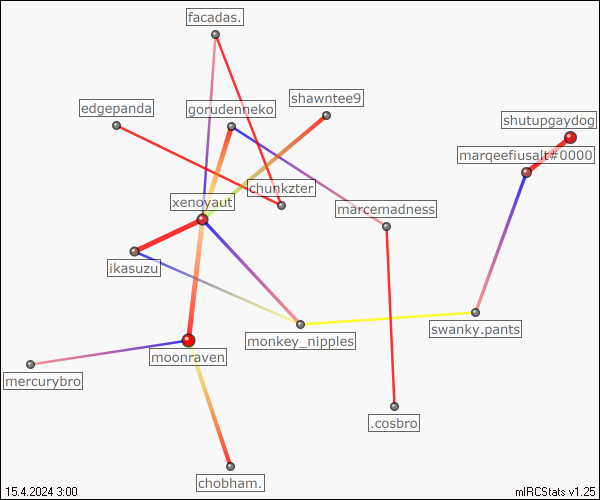 facadas.
shawntee9
edgepanda
gorudenneko
shutupgaydog
marqeefiusalt#0000
chunkzter
xenoyaut
marcemadness
ikasuzu
swanky.pants
monkey_nipples
moonraven
mercurybro
.cosbro
chobham.
15.4.2024 3:00
mIRCStats v1.25